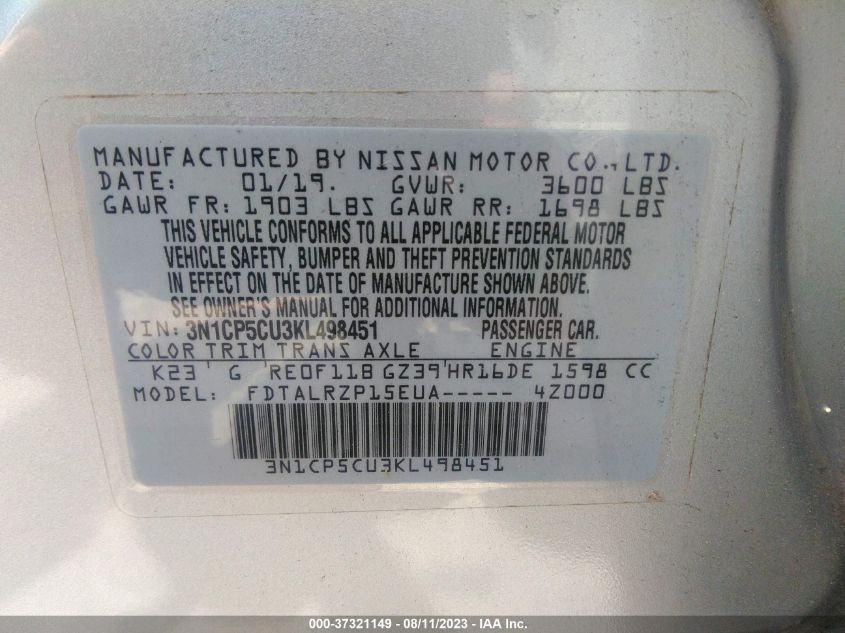 MANUFACTURED BY NISSAN MOTOR CO., LTD.
DATE: 01/19. GVWR: 3600 LBS
GAWR FR: 1903 LBS GAWR RR: 1698 LBS
THIS VEHICLE CONFORMS TO ALL APPLICABLE FEDERAL MOTOR
VEHICLE SAFETY, BUMPER AND THEFT PREVENTION STANDARDS
IN EFFECT ON THE DATE OF MANUFACTURE SHOWN ABOVE.
SEE OWNER'S MANUAL FOR ADDITIONAL INFORMATION.
VIN: 3N1CP5CU3KL498451 PASSENGER CAR.
COLOR TRIM TRANS AXLE ENGINE
K23 G RE0F11B GZ39 HR16DE 1598 CC
MODEL: FDTALRZP15EUA----- 4Z000
3N1CP5CU3KL498451
000-37321149 - 08/11/2023 - IAA Inc.